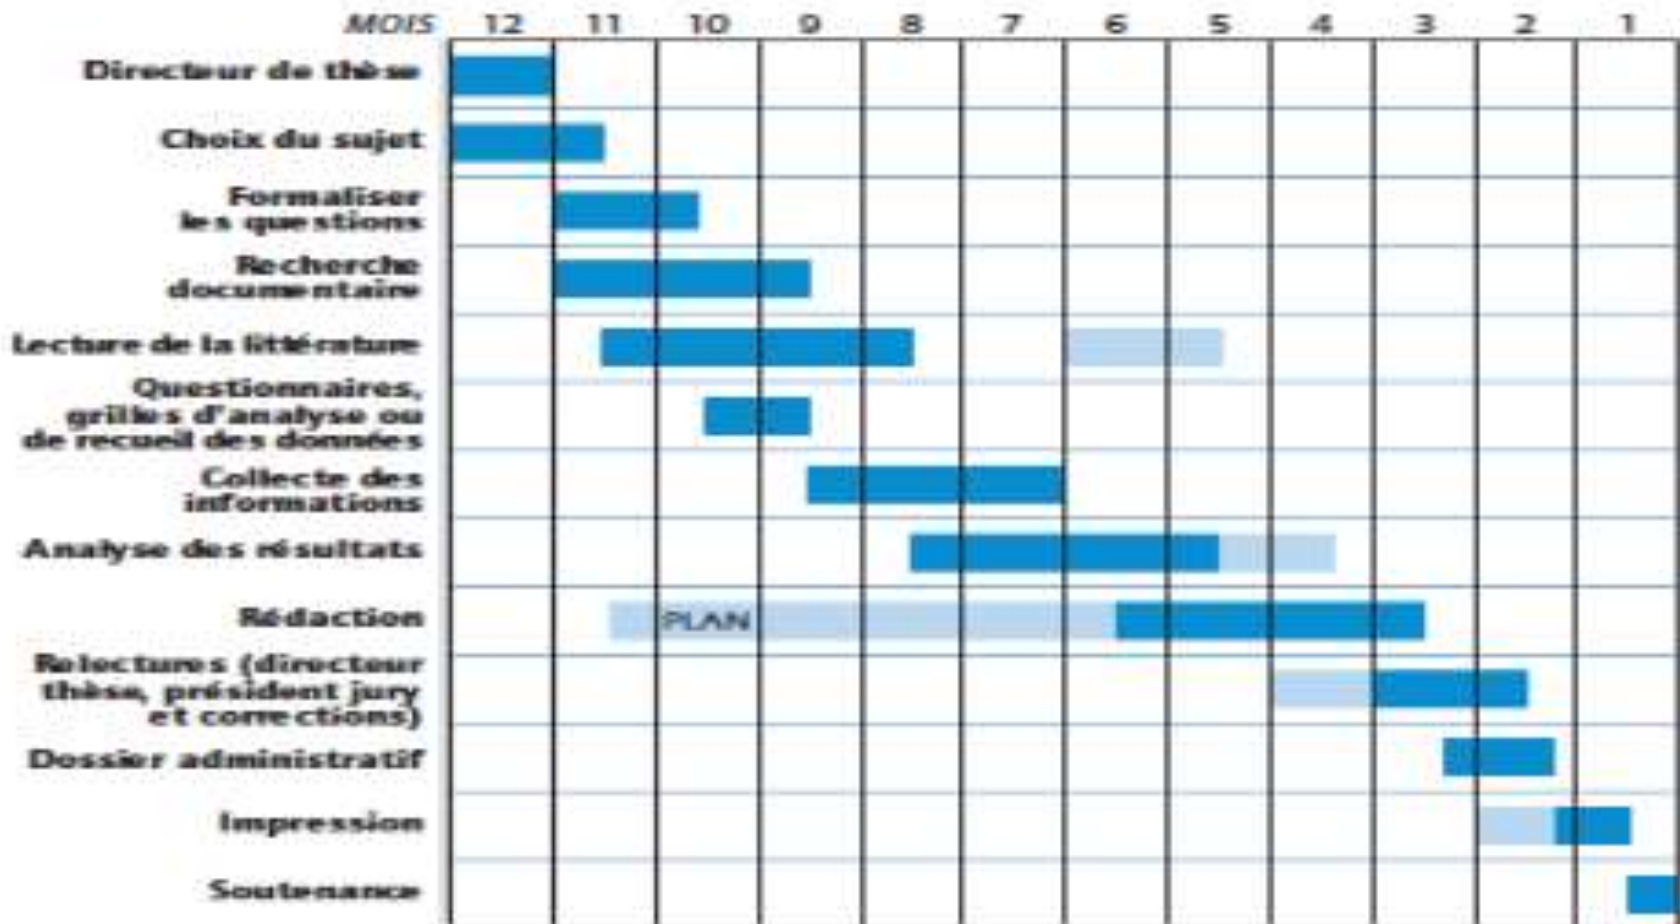 MOIS 12 11 10 9 8 7 6 5 4 3 2 1
Directeur de thèse
Choix du sujet
Formaliser
les questions
Recherche
documentaire
Lecture de la littérature
Questionnaires,
grilles d'analyse ou
de recueil des données
Collecte des
informations
Analyse des résultats
Rédaction
PLAN
Relectures (directeur
thèse, président jury
et corrections)
Dossier administratif
Impression
Soutenance